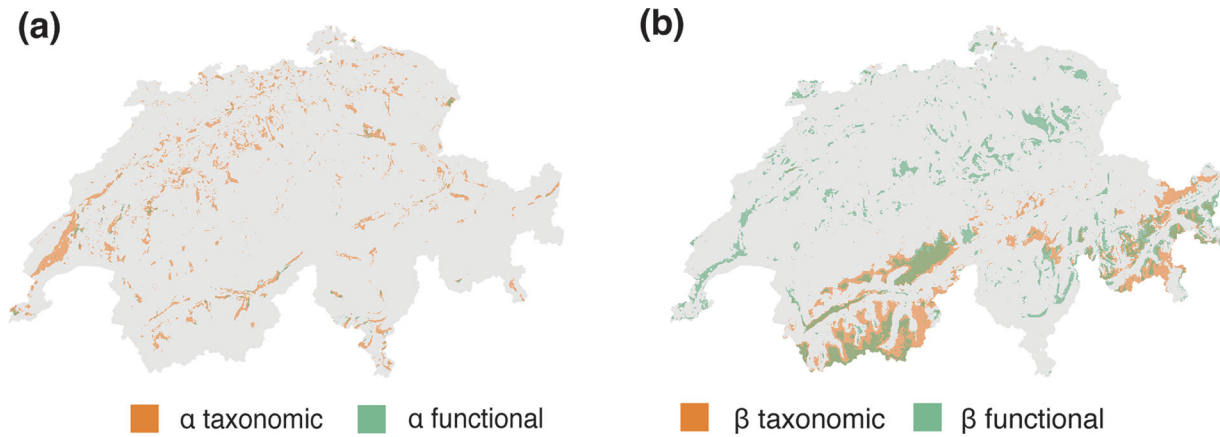 (a)
(b)
α taxonomic α functional
β taxonomic β functional